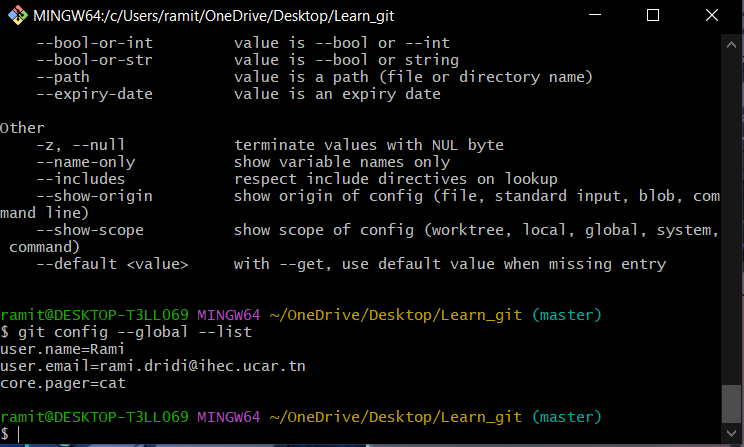 MINGW64:/c/Users/ramit/OneDrive/Desktop/Learn_git
    --bool-or-int         value is --bool or --int
    --bool-or-str         value is --bool or string
    --path                value is a path (file or directory name)
    --expiry-date         value is an expiry date
Other
    -z, --null            terminate values with NUL byte
    --name-only           show variable names only
    --includes            respect include directives on lookup
    --show-origin         show origin of config (file, standard input, blob, com
mand line)
    --show-scope          show scope of config (worktree, local, global, system,
 command)
    --default <value>     with --get, use default value when missing entry
ramit@DESKTOP-T3LLO69 MINGW64 ~/OneDrive/Desktop/Learn_git (master)
$ git config --global --list
user.name=Rami
user.email=rami.dridi@ihec.ucar.tn
core.pager=cat
ramit@DESKTOP-T3LLO69 MINGW64 ~/OneDrive/Desktop/Learn_git (master)
$